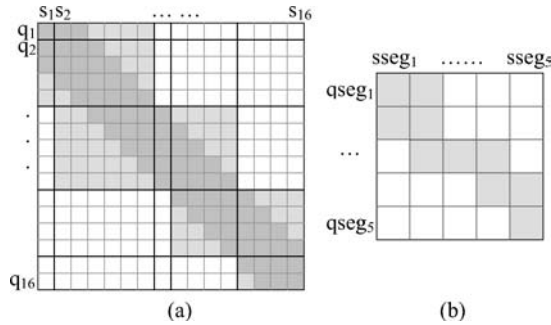 s₁s₂ ... ... s₁₆
q₁
q₂
.
.
.
q₁₆
(a)
sseg₁ ...... sseg₅
qseg₁
...
qseg₅
(b)